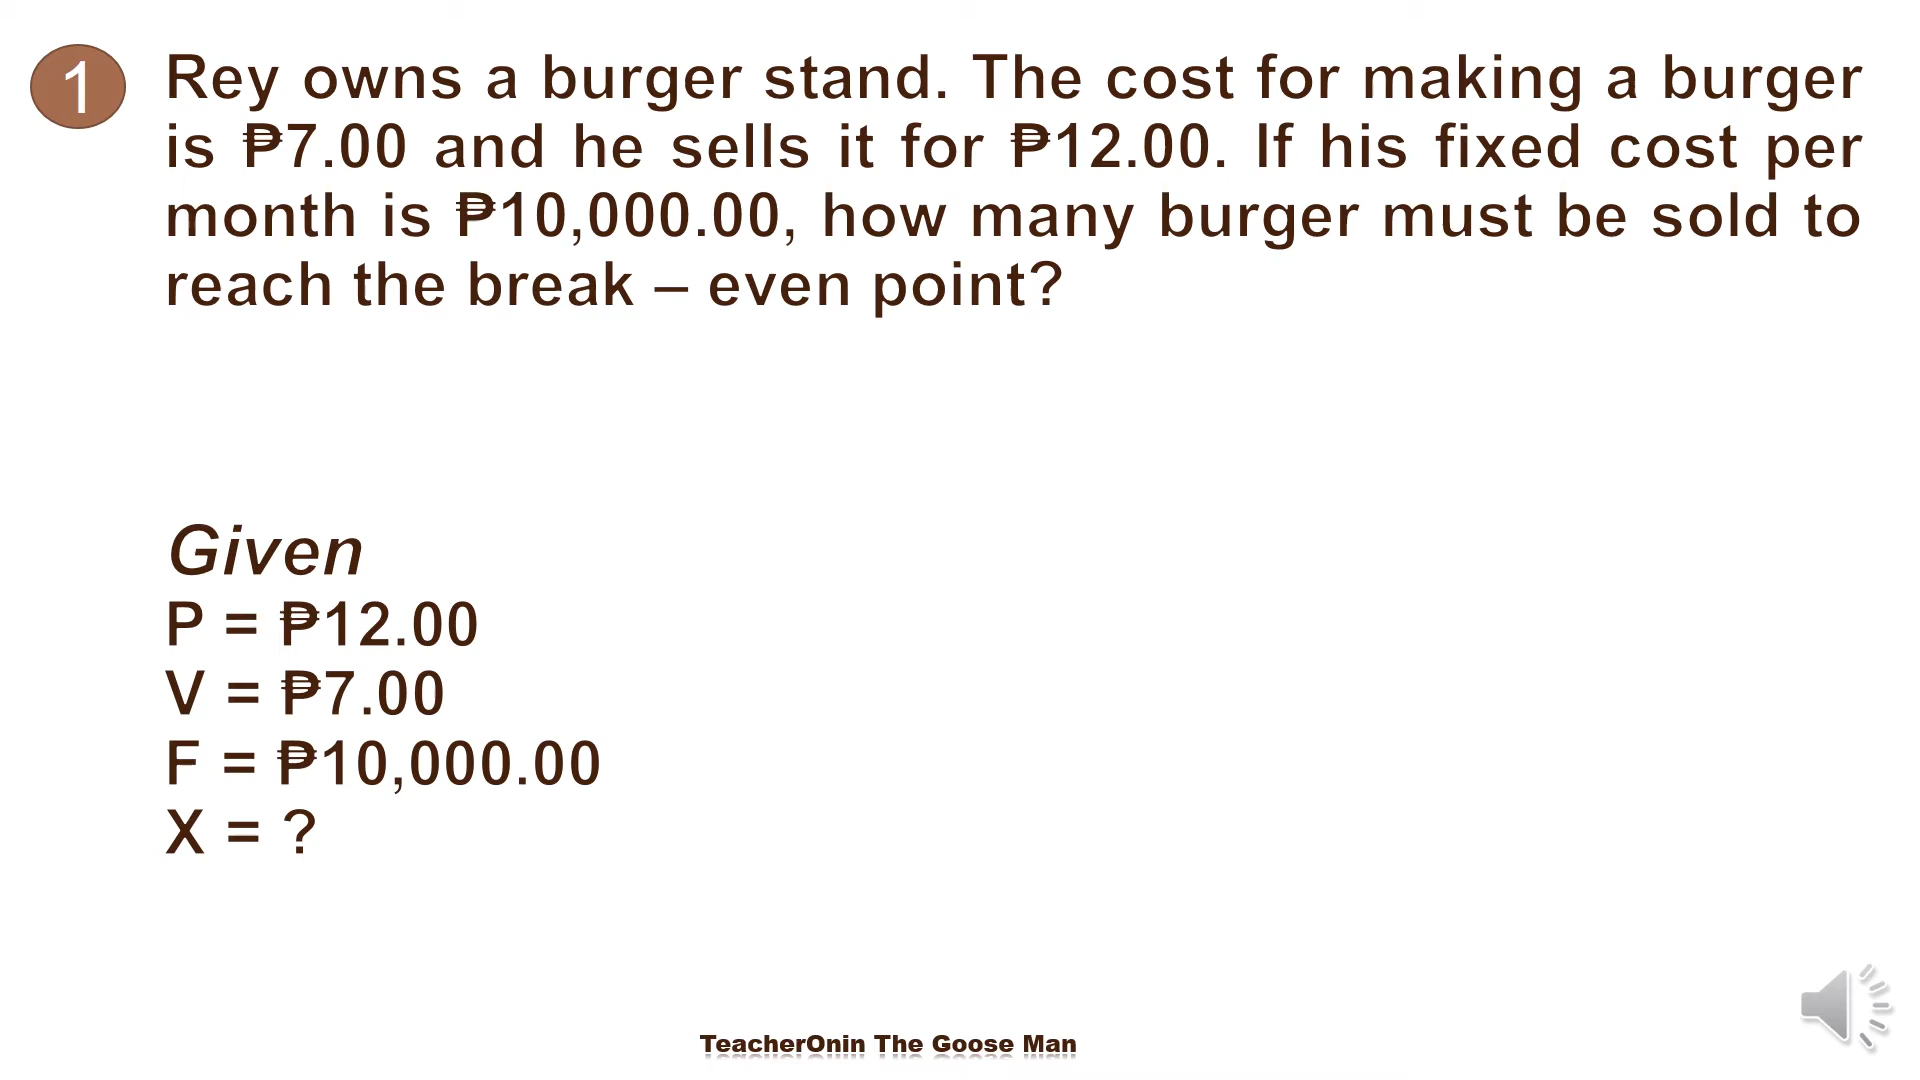 1
Rey owns a burger stand. The cost for making a burger
is ₱7.00 and he sells it for ₱12.00. If his fixed cost per
month is ₱10,000.00, how many burger must be sold to
reach the break – even point?
Given
P = ₱12.00
V = ₱7.00
F = ₱10,000.00
X = ?
TeacherOnin The Goose Man